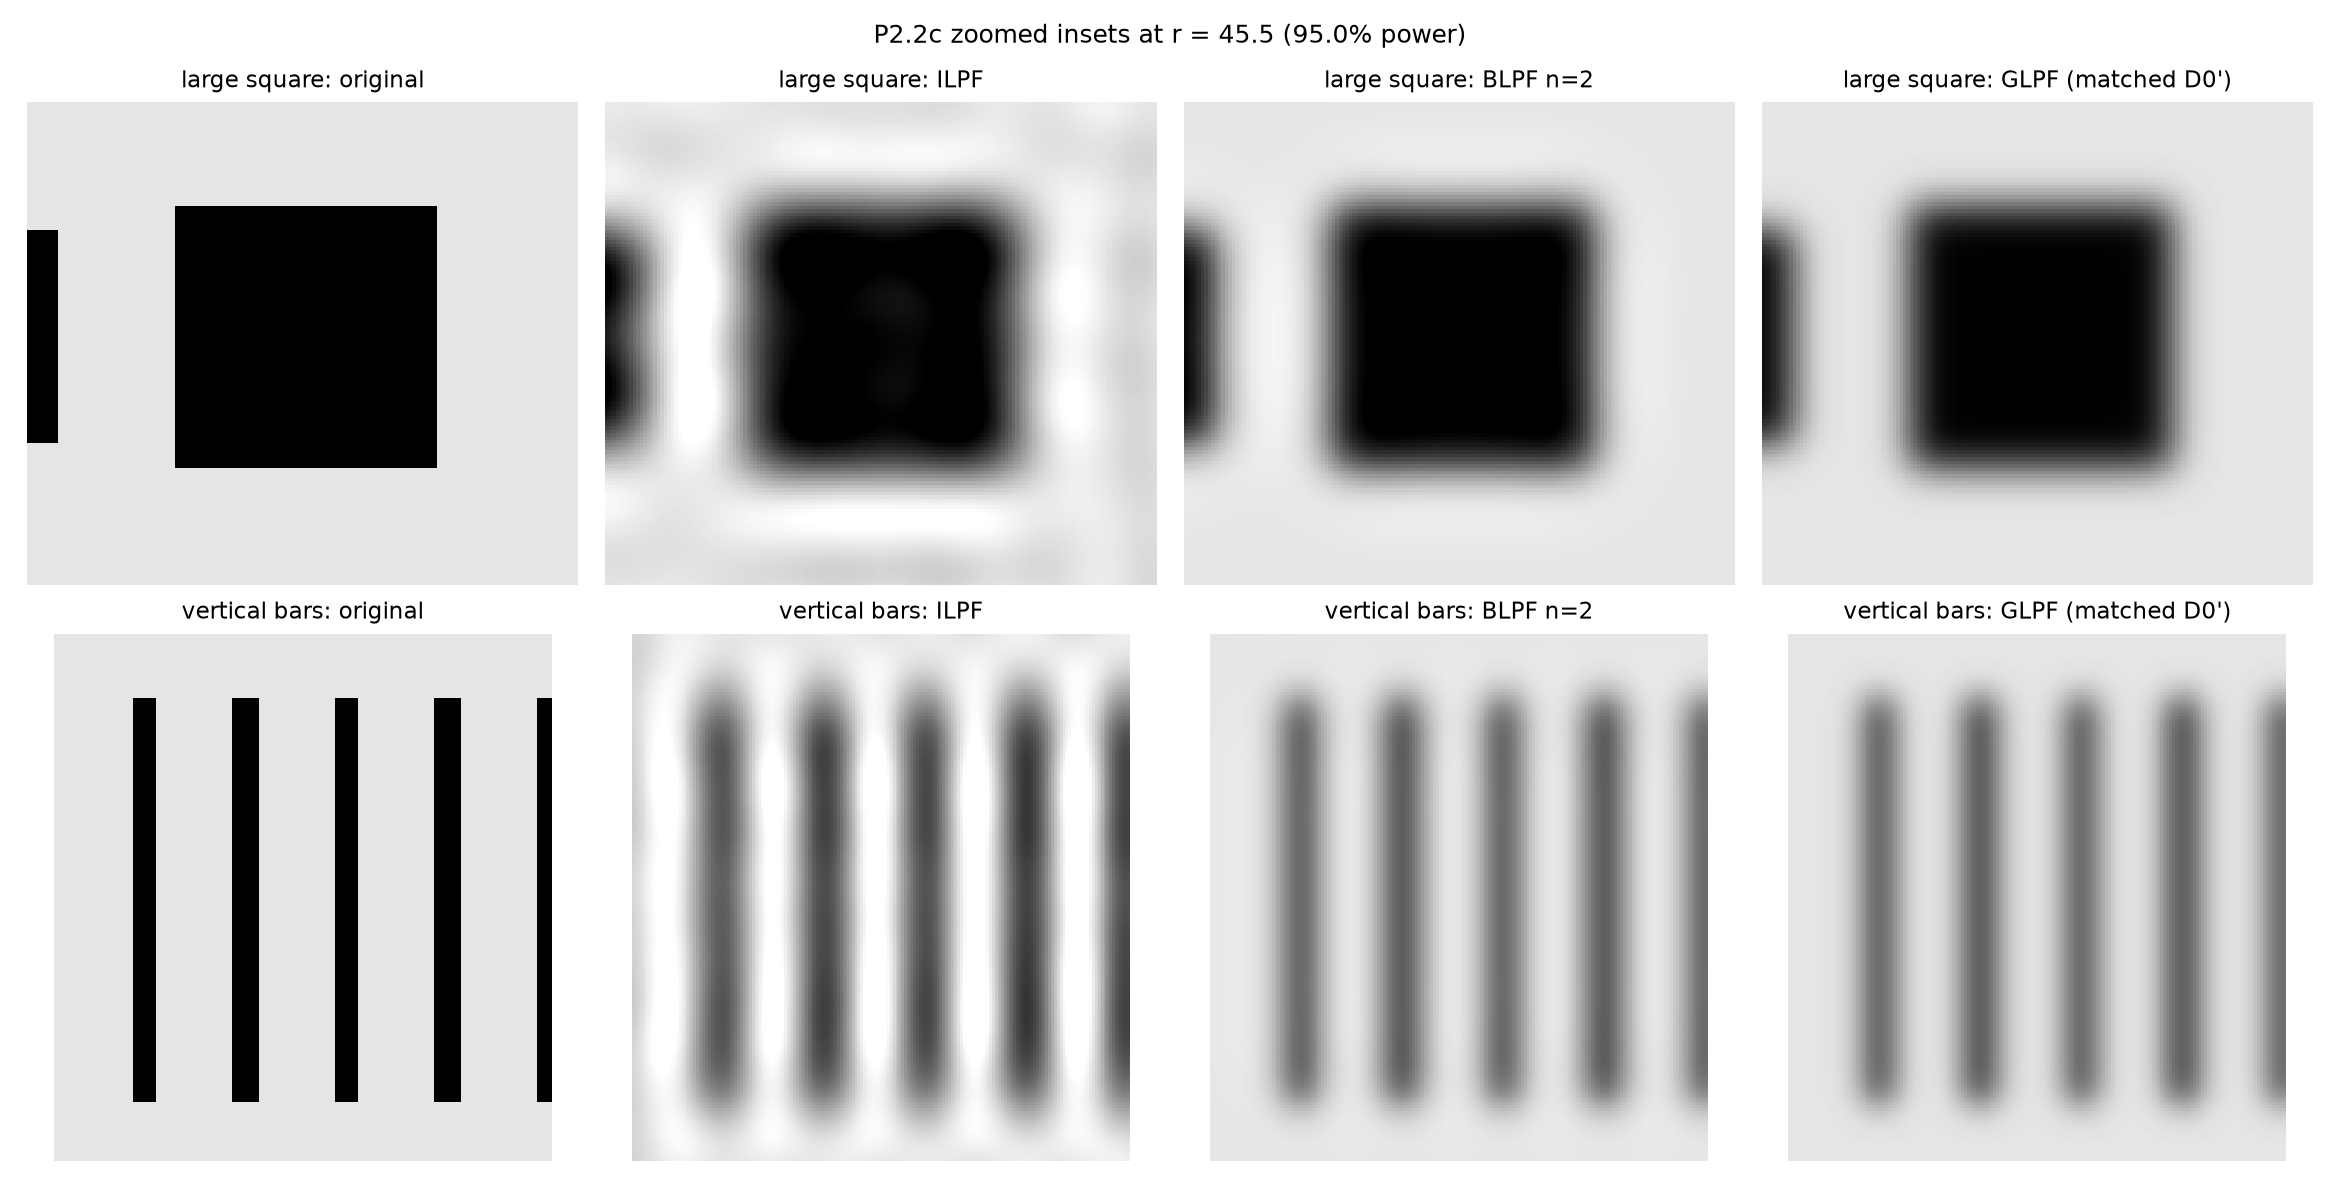 P2.2c zoomed insets at r = 45.5 (95.0% power)
large square: original
large square: ILPF
large square: BLPF n=2
large square: GLPF (matched D0')
vertical bars: original
vertical bars: ILPF
vertical bars: BLPF n=2
vertical bars: GLPF (matched D0')